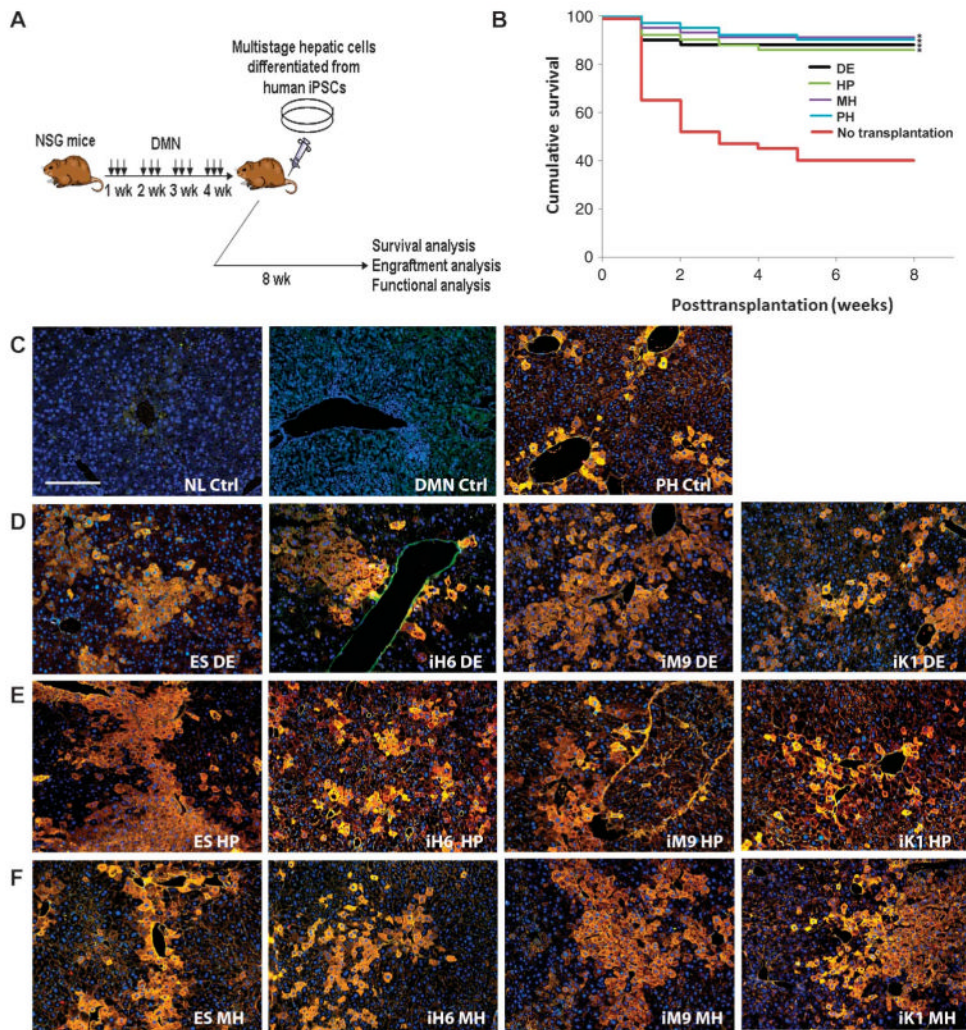 A
Multistage hepatic cells
differentiated from
human iPSCs
NSG mice
DMN
1 wk 2 wk 3 wk 4 wk
8 wk
Survival analysis
Engraftment analysis
Functional analysis
B
Cumulative survival
100
80
60
40
20
0
DE
HP
MH
PH
No transplantation
****
0 2 4 6 8
Posttransplantation (weeks)
C
NL Ctrl
DMN Ctrl
PH Ctrl
D
ES DE
iH6 DE
iM9 DE
iK1 DE
E
ES HP
iH6 HP
iM9 HP
iK1 HP
F
ES MH
iH6 MH
iM9 MH
iK1 MH